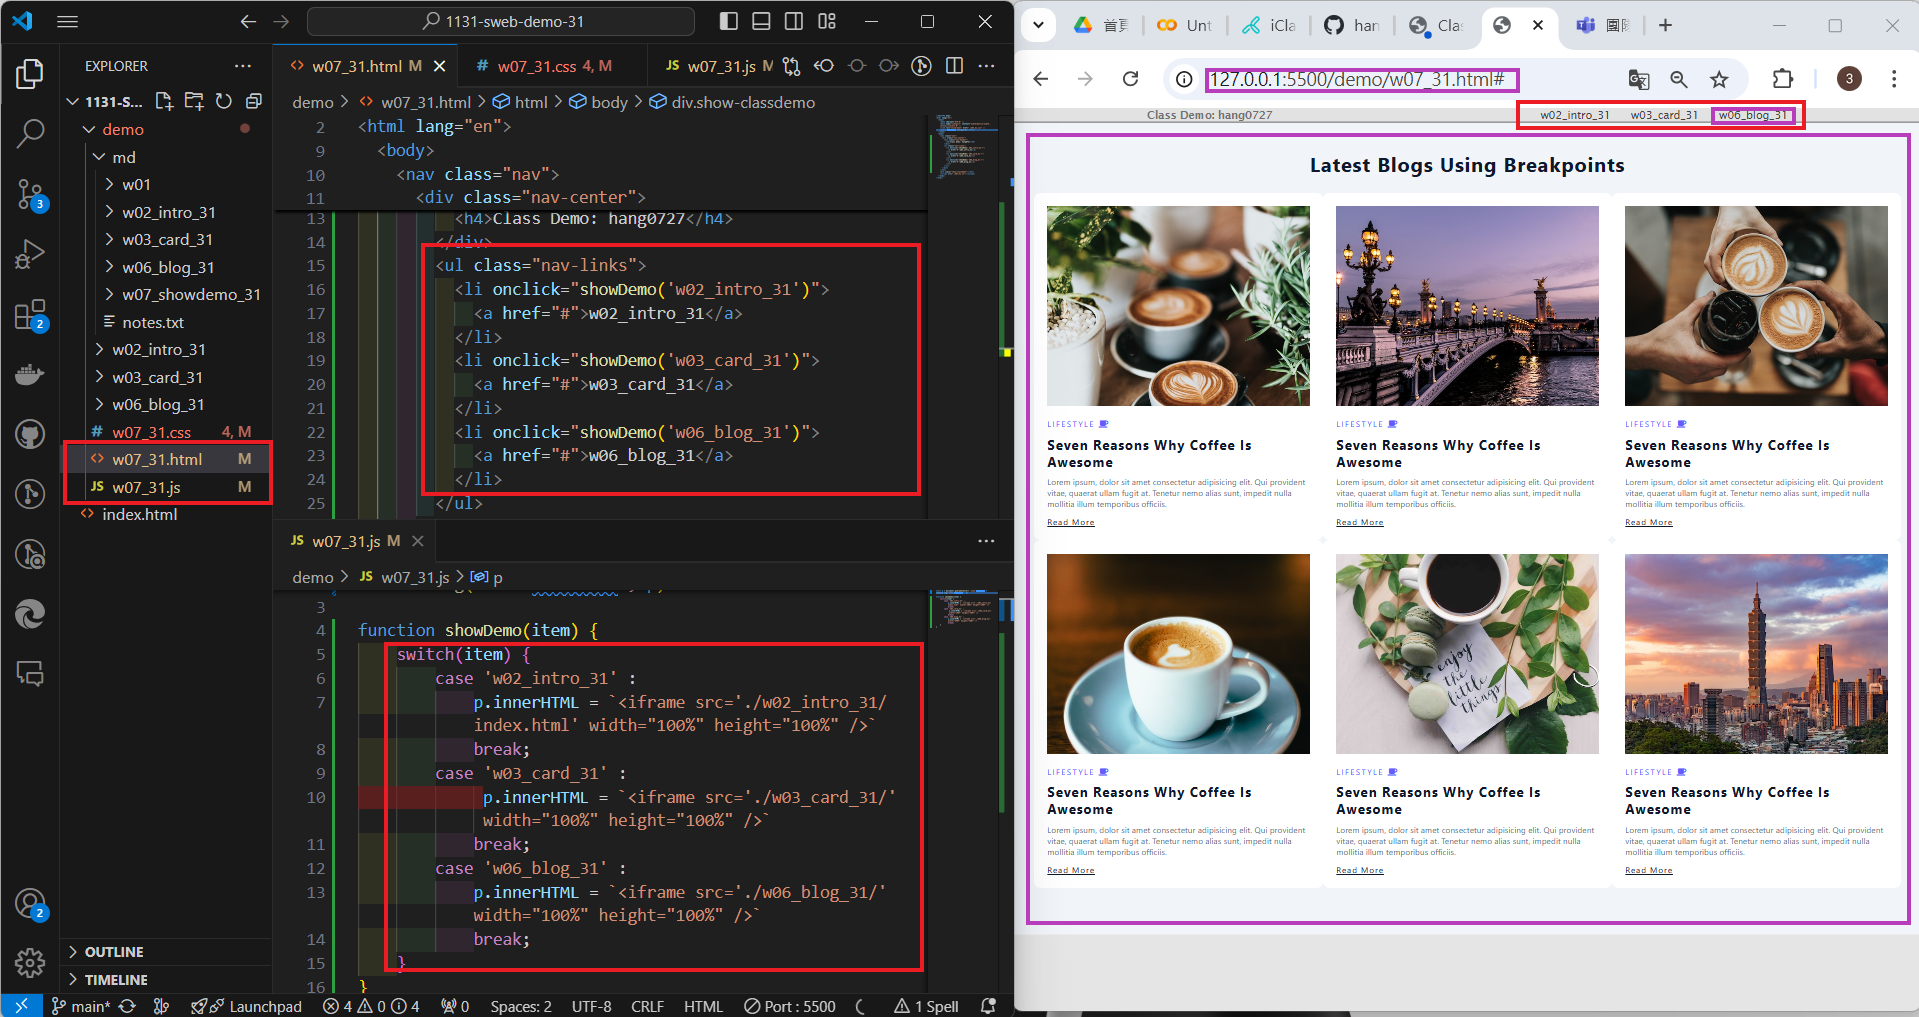 1131-sweb-demo-31
EXPLORER
1131-S...
demo
md
w01
w02_intro_31
w03_card_31
w06_blog_31
w07_showdemo_31
notes.txt
w02_intro_31
w03_card_31
w06_blog_31
w07_31.css 4, M
w07_31.html M
w07_31.js M
index.html
OUTLINE
TIMELINE
3
2
2
w07_31.html M
w07_31.css 4, M
w07_31.js M
demo > w07_31.html > html > body > div.show-classdemo
2 <html lang="en">
9 <body>
10 <nav class="nav">
11 <div class="nav-center">
13 <h4>Class Demo: hang0727</h4>
14 </div>
15 <ul class="nav-links">
16 <li onclick="showDemo('w02_intro_31')">
17 <a href="#">w02_intro_31</a>
18 </li>
19 <li onclick="showDemo('w03_card_31')">
20 <a href="#">w03_card_31</a>
21 </li>
22 <li onclick="showDemo('w06_blog_31')">
23 <a href="#">w06_blog_31</a>
24 </li>
25 </ul>
w07_31.js M
demo > w07_31.js > p
3
4 function showDemo(item) {
5 switch(item) {
6 case 'w02_intro_31' :
7 p.innerHTML = `<iframe src='./w02_intro_31/
index.html' width="100%" height="100%" />`
8 break;
9 case 'w03_card_31' :
10 p.innerHTML = `<iframe src='./w03_card_31/'
width="100%" height="100%" />`
11 break;
12 case 'w06_blog_31' :
13 p.innerHTML = `<iframe src='./w06_blog_31/'
width="100%" height="100%" />`
14 break;
15 }
16 }
main* Launchpad 4 0 4 0 Spaces: 2 UTF-8 CRLF HTML Port : 5500 1 Spell
首頁 Unt iCla han Clas 團隊
127.0.0.1:5500/demo/w07_31.html#
3
Class Demo: hang0727 w02_intro_31 w03_card_31 w06_blog_31
Latest Blogs Using Breakpoints
LIFESTYLE
Seven Reasons Why Coffee Is
Awesome
Lorem ipsum, dolor sit amet consectetur adipisicing elit. Qui provident
vitae, quaerat ullam fugit at. Tenetur nemo alias sunt, impedit nulla
mollitia illum temporibus officiis.
Read More
LIFESTYLE
Seven Reasons Why Coffee Is
Awesome
Lorem ipsum, dolor sit amet consectetur adipisicing elit. Qui provident
vitae, quaerat ullam fugit at. Tenetur nemo alias sunt, impedit nulla
mollitia illum temporibus officiis.
Read More
LIFESTYLE
Seven Reasons Why Coffee Is
Awesome
Lorem ipsum, dolor sit amet consectetur adipisicing elit. Qui provident
vitae, quaerat ullam fugit at. Tenetur nemo alias sunt, impedit nulla
mollitia illum temporibus officiis.
Read More
enjoy
the
little
things
LIFESTYLE
Seven Reasons Why Coffee Is
Awesome
Lorem ipsum, dolor sit amet consectetur adipisicing elit. Qui provident
vitae, quaerat ullam fugit at. Tenetur nemo alias sunt, impedit nulla
mollitia illum temporibus officiis.
Read More
LIFESTYLE
Seven Reasons Why Coffee Is
Awesome
Lorem ipsum, dolor sit amet consectetur adipisicing elit. Qui provident
vitae, quaerat ullam fugit at. Tenetur nemo alias sunt, impedit nulla
mollitia illum temporibus officiis.
Read More
LIFESTYLE
Seven Reasons Why Coffee Is
Awesome
Lorem ipsum, dolor sit amet consectetur adipisicing elit. Qui provident
vitae, quaerat ullam fugit at. Tenetur nemo alias sunt, impedit nulla
mollitia illum temporibus officiis.
Read More